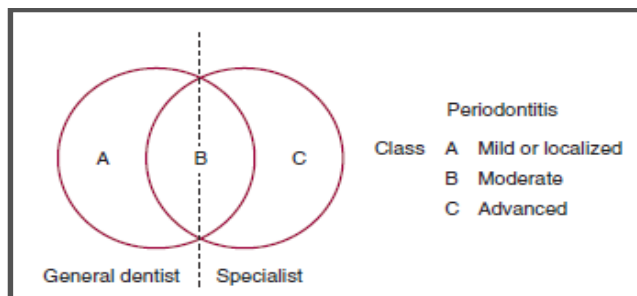 A
B
C
General dentist
Specialist
Periodontitis
Class A Mild or localized
B Moderate
C Advanced